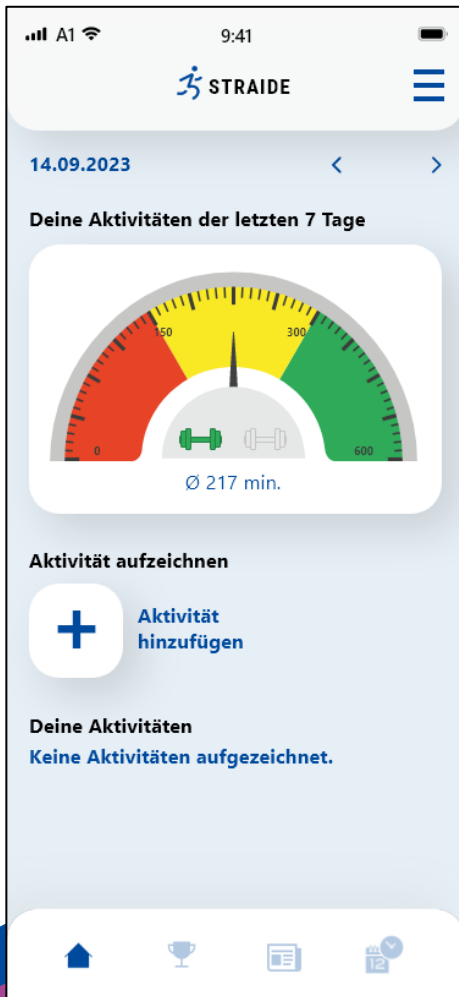 A1 9:41
STRAIDE
14.09.2023
Deine Aktivitäten der letzten 7 Tage
150 300
0 600
Ø 217 min.
Aktivität aufzeichnen
Aktivität
hinzufügen
Deine Aktivitäten
Keine Aktivitäten aufgezeichnet.
12